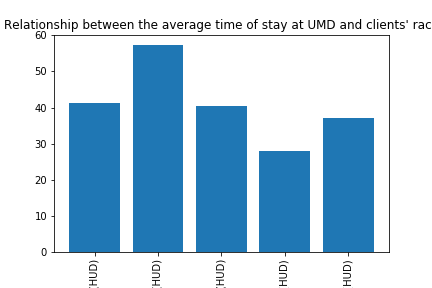 Relationship between the average time of stay at UMD and clients' rac
60
50
40
30
20
10
0
(HUD)
(HUD)
(HUD)
(HUD)
(HUD)